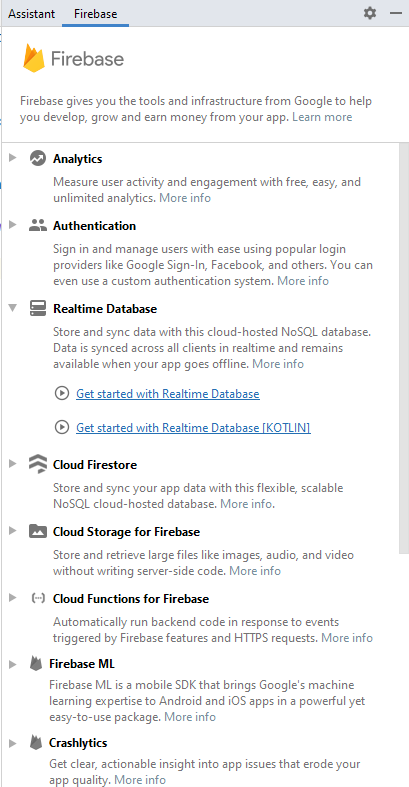 Assistant Firebase
Firebase
Firebase gives you the tools and infrastructure from Google to help
you develop, grow and earn money from your app. Learn more
Analytics
Measure user activity and engagement with free, easy, and
unlimited analytics. More info
Authentication
Sign in and manage users with ease using popular login
providers like Google Sign-In, Facebook, and others. You can
even use a custom authentication system. More info
Realtime Database
Store and sync data with this cloud-hosted NoSQL database.
Data is synced across all clients in realtime and remains
available when your app goes offline. More info
Get started with Realtime Database
Get started with Realtime Database [KOTLIN]
Cloud Firestore
Store and sync your app data with this flexible, scalable
NoSQL cloud-hosted database. More info.
Cloud Storage for Firebase
Store and retrieve large files like images, audio, and video
without writing server-side code. More info
Cloud Functions for Firebase
Automatically run backend code in response to events
triggered by Firebase features and HTTPS requests. More info
Firebase ML
Firebase ML is a mobile SDK that brings Google's machine
learning expertise to Android and iOS apps in a powerful yet
easy-to-use package. More info
Crashlytics
Get clear, actionable insight into app issues that erode your
app quality. More info